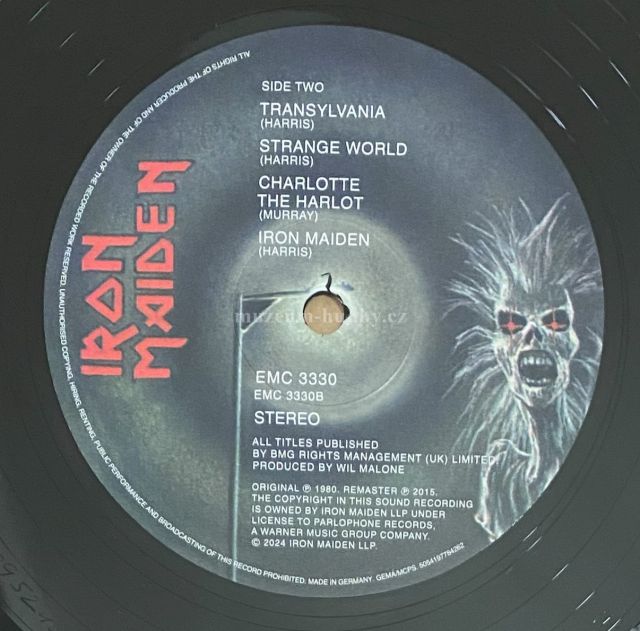 SIDE TWO
TRANSYLVANIA
(HARRIS)
STRANGE WORLD
(HARRIS)
CHARLOTTE
THE HARLOT
(MURRAY)
IRON MAIDEN
(HARRIS)
IRON
MAIDEN
muzeum-hudby.cz
EMC 3330
EMC 3330B
STEREO
ALL TITLES PUBLISHED
BY BMG RIGHTS MANAGEMENT (UK) LIMITED.
PRODUCED BY WIL MALONE
ORIGINAL ℗ 1980. REMASTER ℗ 2015.
THE COPYRIGHT IN THIS SOUND RECORDING
IS OWNED BY IRON MAIDEN LLP UNDER
LICENSE TO PARLOPHONE RECORDS,
A WARNER MUSIC GROUP COMPANY.
© 2024 IRON MAIDEN LLP.
ALL RIGHTS OF THE PRODUCER AND OF THE OWNER OF THE RECORDED WORK RESERVED. UNAUTHORISED COPYING, HIRING, RENTING, PUBLIC PERFORMANCE AND BROADCASTING OF THIS RECORD PROHIBITED. MADE IN GERMANY. GEMA/MCPS. 5054197794262